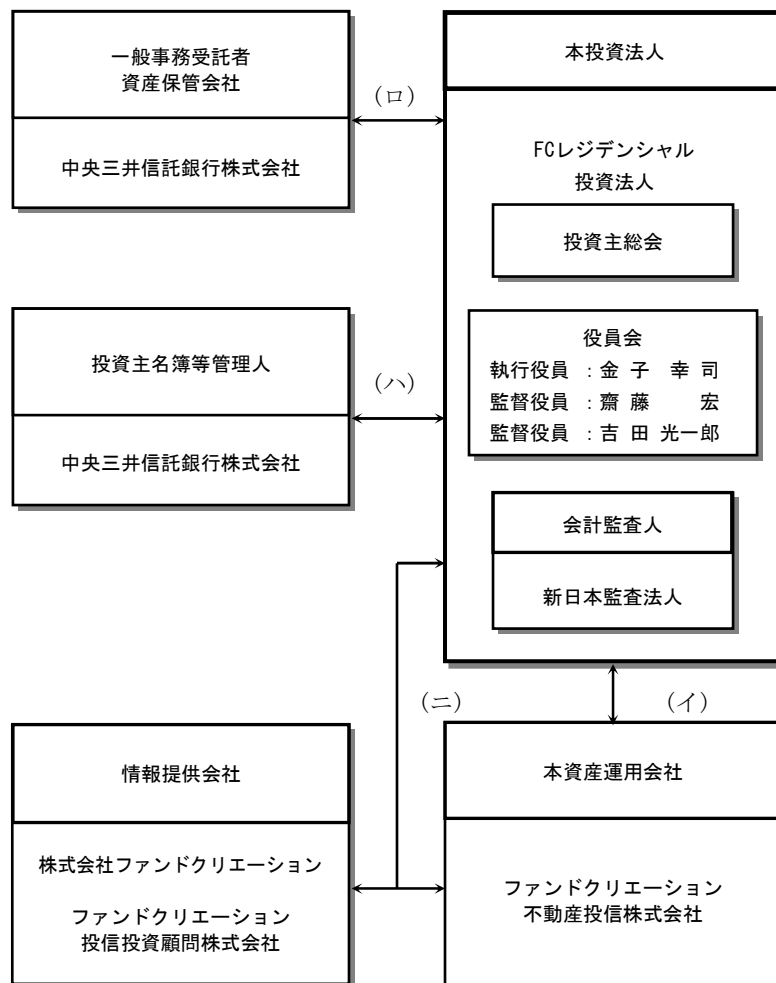 一般事務受託者
資産保管会社
中央三井信託銀行株式会社
(ロ)
本投資法人
FCレジデンシャル
投資法人
投資主総会
役員会
執行役員 : 金 子 幸 司
監督役員 : 齋 藤 宏
監督役員 : 吉 田 光一郎
会計監査人
新日本監査法人
投資主名簿等管理人
中央三井信託銀行株式会社
(ハ)
(ニ)
(イ)
情報提供会社
株式会社ファンドクリエーション
ファンドクリエーション
投信投資顧問株式会社
本資産運用会社
ファンドクリエーション
不動産投信株式会社